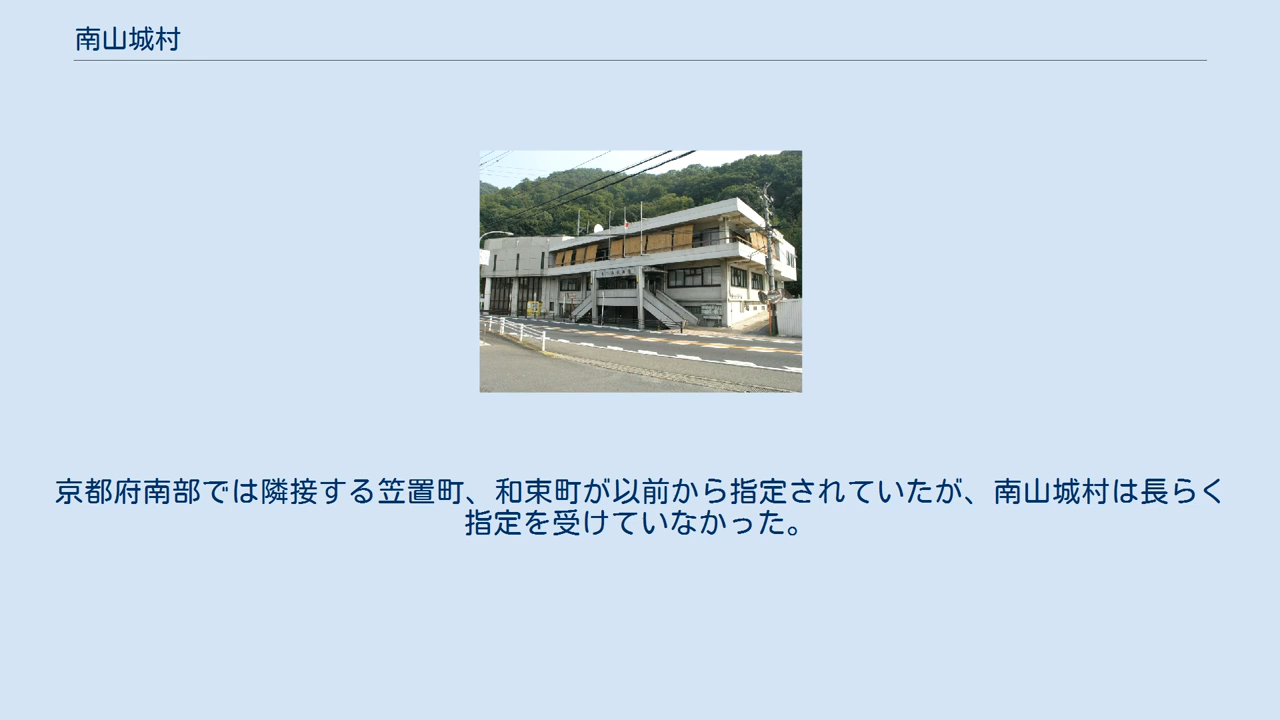 南山城村
京都府南部では隣接する笠置町、和束町が以前から指定されていたが、南山城村は長らく
指定を受けていなかった。